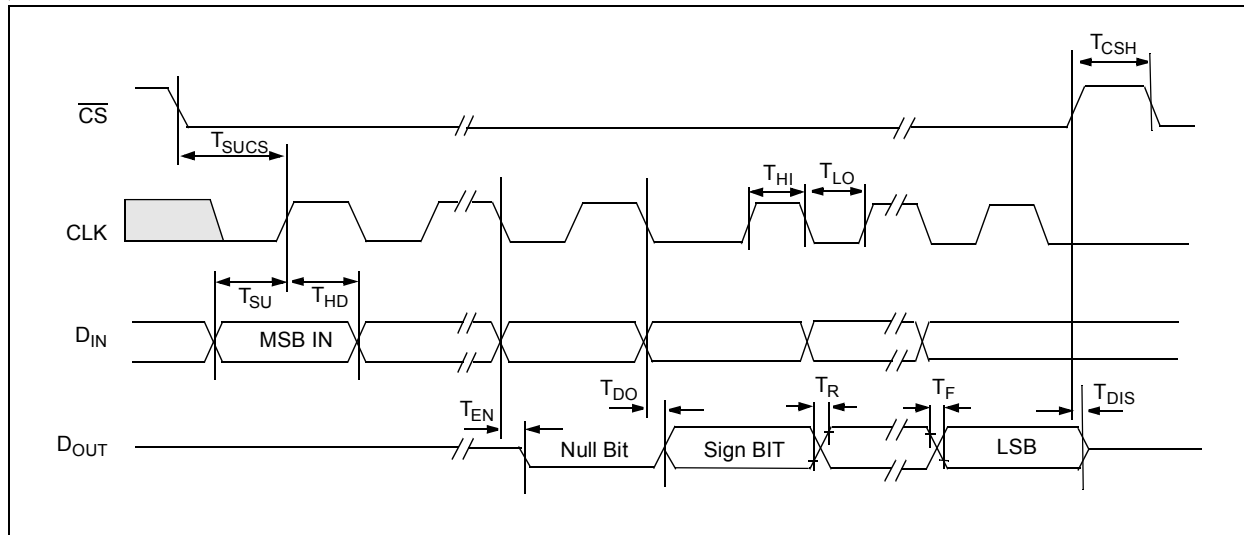 T_CSH
C̅S̅
T_SUCS
T_HI T_LO
CLK
T_SU T_HD
D_IN MSB IN
T_DO T_R T_F T_DIS
T_EN
D_OUT Null Bit Sign BIT LSB